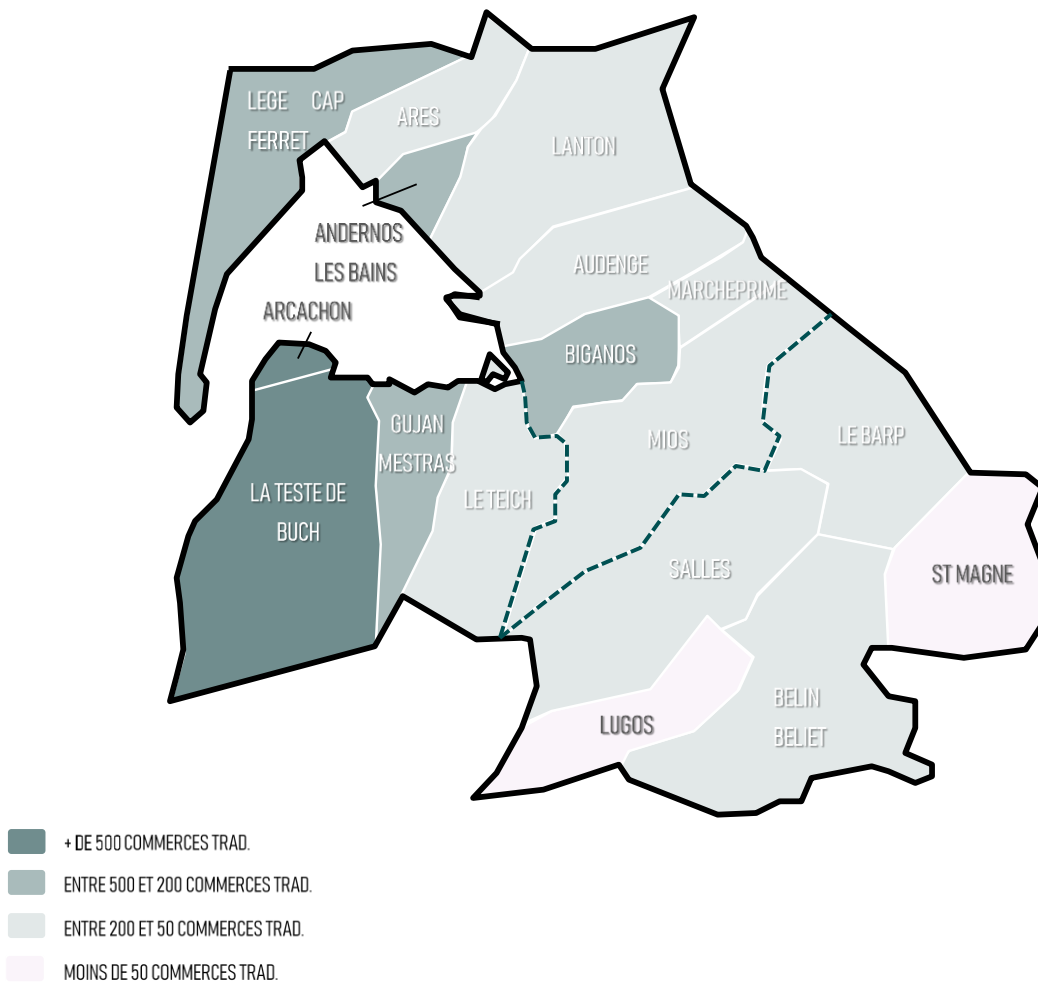 LEGE CAP
FERRET
ARES
LANTON
ANDERNOS
LES BAINS
ARCACHON
AUDENGE
MARCHEPRIME
BIGANOS
GUJAN
MESTRAS
MIOS
LE BARP
LA TESTE DE
BUCH
LE TEICH
SALLES
ST MAGNE
LUGOS
BELIN
BELIET
+ DE 500 COMMERCES TRAD.
ENTRE 500 ET 200 COMMERCES TRAD.
ENTRE 200 ET 50 COMMERCES TRAD.
MOINS DE 50 COMMERCES TRAD.